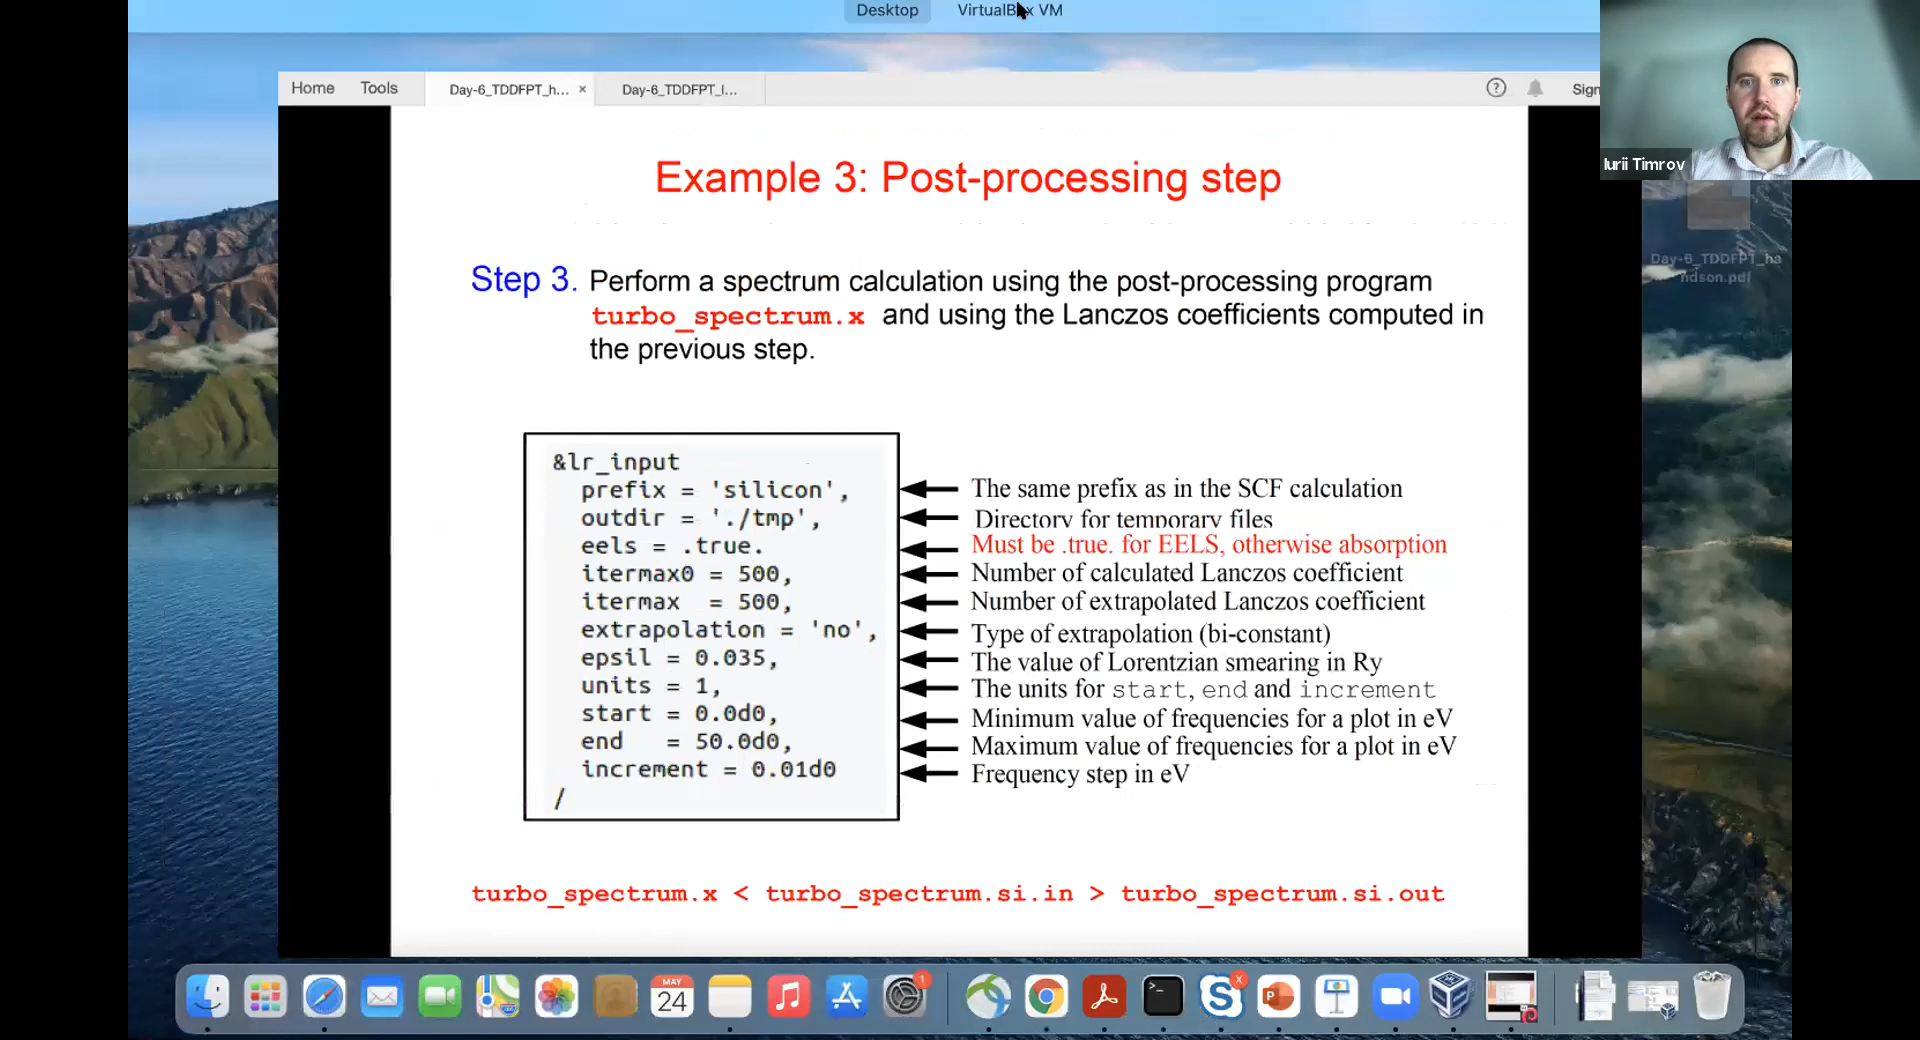 Desktop VirtualBox VM
Home Tools Day-6_TDDFPT_h... × Day-6_TDDFPT_l... ? Sign
Iurii Timrov
Day-6_TDDFPT_ha
ndson.pdf
Example 3: Post-processing step
Step 3. Perform a spectrum calculation using the post-processing program
turbo_spectrum.x and using the Lanczos coefficients computed in
the previous step.
&lr_input
prefix = 'silicon', The same prefix as in the SCF calculation
outdir = './tmp', Directory for temporary files
eels = .true. Must be .true. for EELS, otherwise absorption
itermax0 = 500, Number of calculated Lanczos coefficient
itermax = 500, Number of extrapolated Lanczos coefficient
extrapolation = 'no', Type of extrapolation (bi-constant)
epsil = 0.035, The value of Lorentzian smearing in Ry
units = 1, The units for start, end and increment
start = 0.0d0, Minimum value of frequencies for a plot in eV
end = 50.0d0, Maximum value of frequencies for a plot in eV
increment = 0.01d0 Frequency step in eV
/
turbo_spectrum.x < turbo_spectrum.si.in > turbo_spectrum.si.out
MAY
24
1